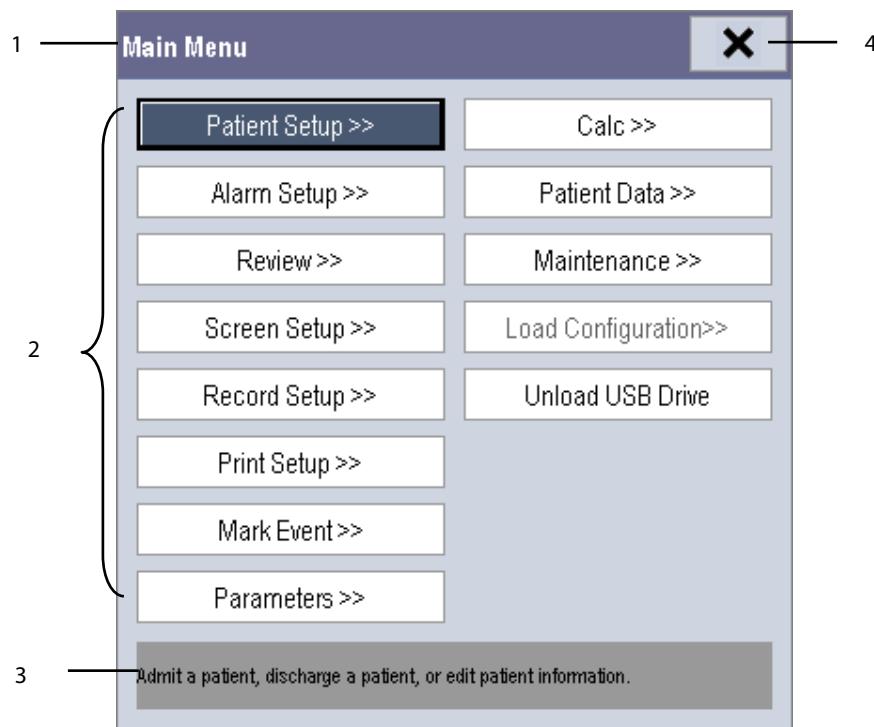 1
Main Menu
4
2
Patient Setup >>
Alarm Setup >>
Review >>
Screen Setup >>
Record Setup >>
Print Setup >>
Mark Event >>
Parameters >>
Calc >>
Patient Data >>
Maintenance >>
Load Configuration>>
Unload USB Drive
3
Admit a patient, discharge a patient, or edit patient information.